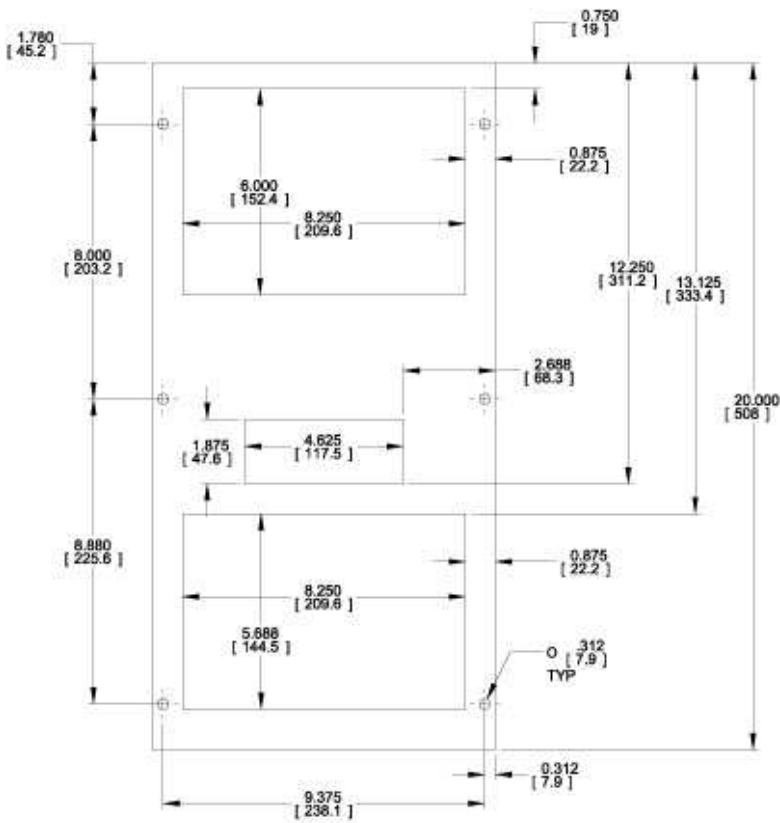 0.750
[ 19 ]
1.780
[ 45.2 ]
0.875
[ 22.2 ]
6.000
[ 152.4 ]
8.250
[ 209.6 ]
8.000
[ 203.2 ]
12.250
[ 311.2 ]
13.125
[ 333.4 ]
2.688
[ 68.3 ]
20.000
[ 508 ]
1.875
[ 47.6 ]
4.625
[ 117.5 ]
8.880
[ 225.6 ]
0.875
[ 22.2 ]
8.250
[ 209.6 ]
5.688
[ 144.5 ]
O .312
[ 7.9 ]
TYP
0.312
[ 7.9 ]
9.375
[ 238.1 ]